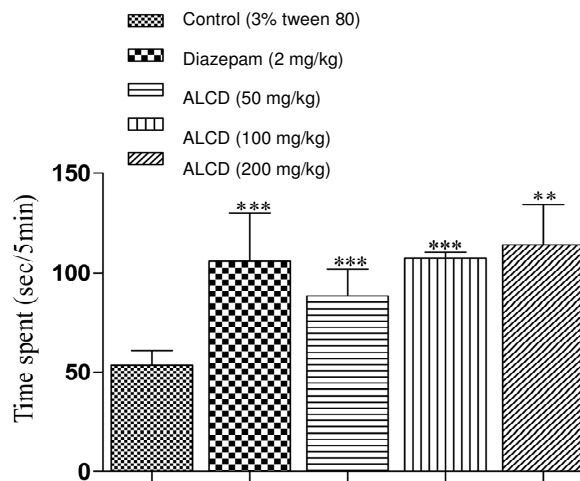 Control (3% tween 80)
Diazepam (2 mg/kg)
ALCD (50 mg/kg)
ALCD (100 mg/kg)
ALCD (200 mg/kg)
Time spent (sec/5min)
150
100
50
0
***
***
***
**